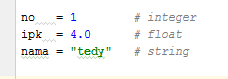 no   = 1        # integer
ipk  = 4.0      # float
nama = "tedy"   # string